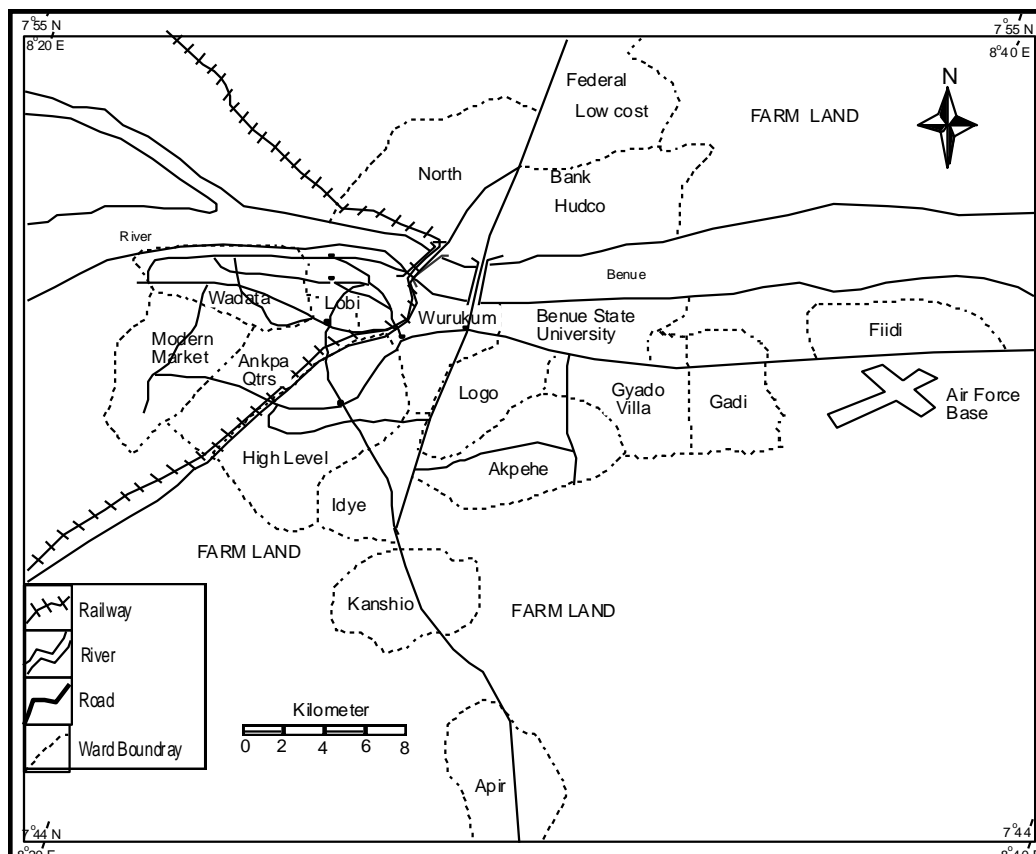 7°55 N
8°20 E
7°55 N
8°40 E
N
Federal
Low cost
FARM LAND
North
Bank
Hudco
River
Benue
Wadata
Lobi
Wurukum
Benue State
University
Fiidi
Modern
Market
Ankpa
Qtrs
Logo
Gyado
Villa
Gadi
Air Force
Base
High Level
Akpehe
Idye
FARM LAND
Kanshio
FARM LAND
Railway
River
Road
Ward Boundray
Kilometer
0 2 4 6 8
Apir
7°44 N
7°44